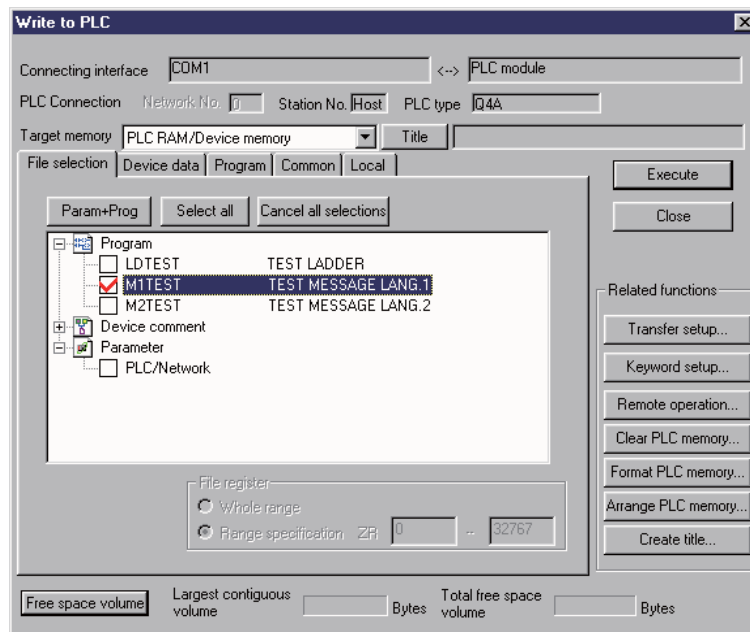 Write to PLC
Connecting interface COM1 <--> PLC module
PLC Connection Network No. 0 Station No. Host PLC type Q4A
Target memory PLC RAM/Device memory Title
File selection Device data Program Common Local
Execute
Param+Prog Select all Cancel all selections
Close
Program
LDTEST TEST LADDER
M1TEST TEST MESSAGE LANG.1
M2TEST TEST MESSAGE LANG.2
Device comment
Parameter
PLC/Network
Related functions
Transfer setup...
Keyword setup...
Remote operation...
Clear PLC memory...
Format PLC memory...
Arrange PLC memory...
Create title...
File register
Whole range
Range specification ZR 0 -- 32767
Free space volume
Largest contiguous
volume Bytes
Total free space
volume Bytes